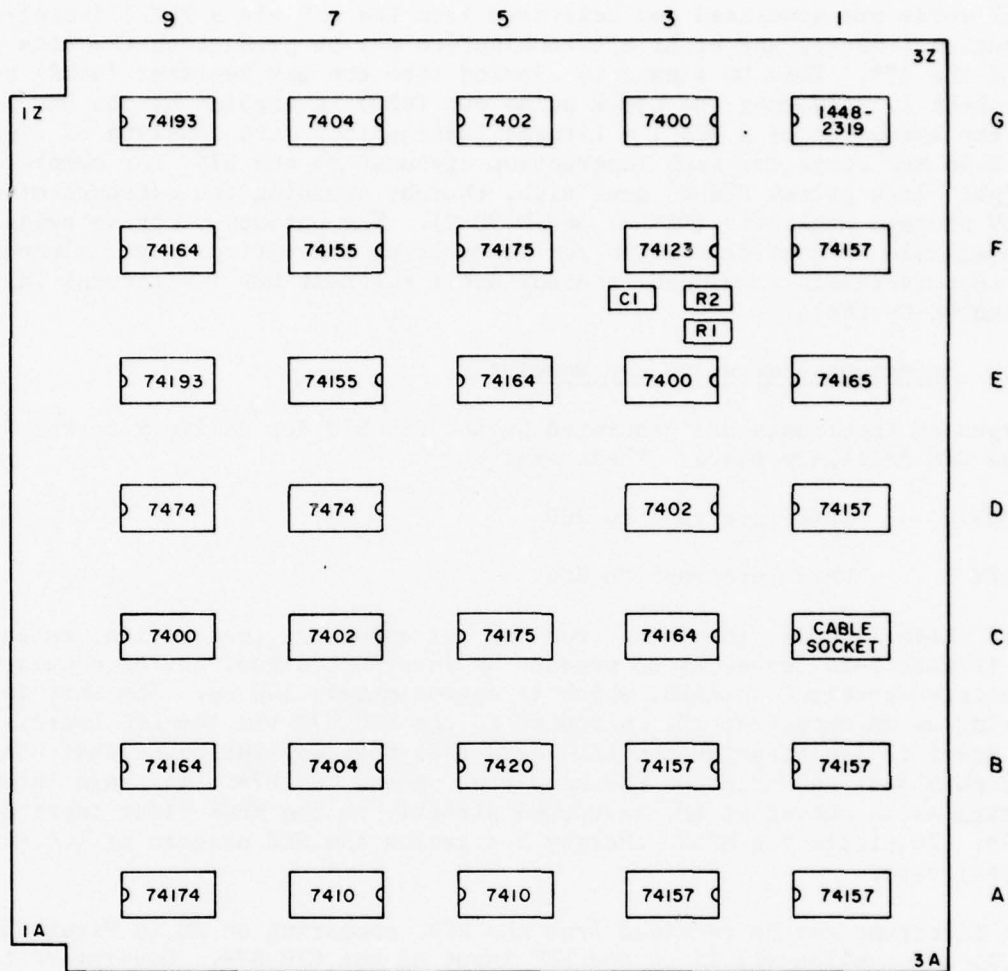 9 7 5 3 1
3Z
1Z
74193 7404 7402 7400 1448-
2319 G
74164 74155 74175 74123 74157 F
C1 R2
R1
74193 74155 74164 7400 74165 E
7474 7474 7402 74157 D
7400 7402 74175 74164 CABLE
SOCKET C
74164 7404 7420 74157 74157 B
74174 7410 7410 74157 74157 A
1A
3A